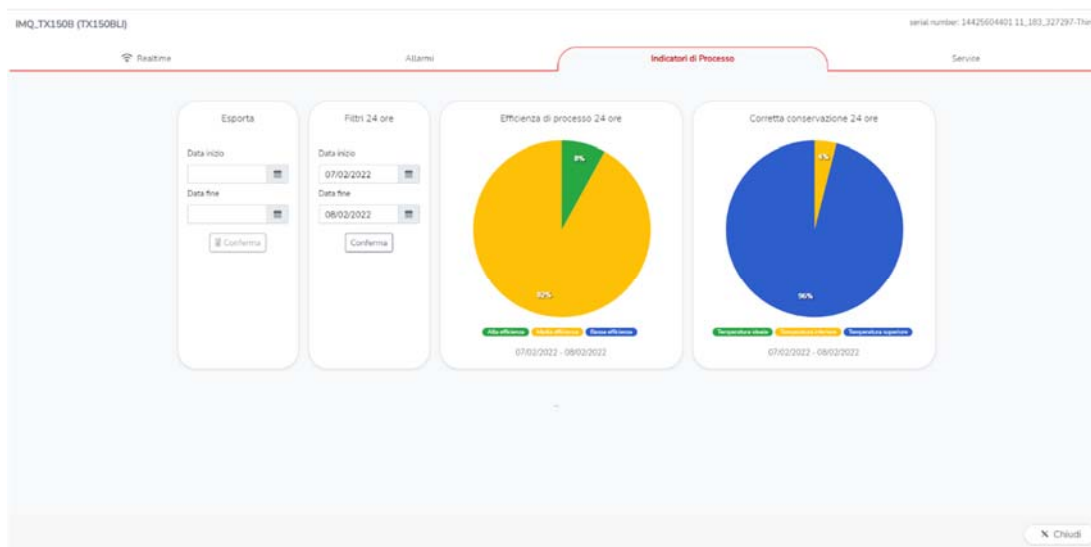 IMQ_TX150B (TX150BLI)
serial number: 14425604401 11_183_327297-Thin
Realtime
Allarmi
Indicatori di Processo
Service
Esporta
Data inizio
Data fine
Conferma
Filtri 24 ore
Data inizio
07/02/2022
Data fine
08/02/2022
Conferma
Efficienza di processo 24 ore
8%
92%
Alta efficienza Media efficienza Bassa efficienza
07/02/2022 - 08/02/2022
Corretta conservazione 24 ore
4%
96%
Temperatura ideale Temperatura inferiore Temperatura superiore
07/02/2022 - 08/02/2022
Chiudi